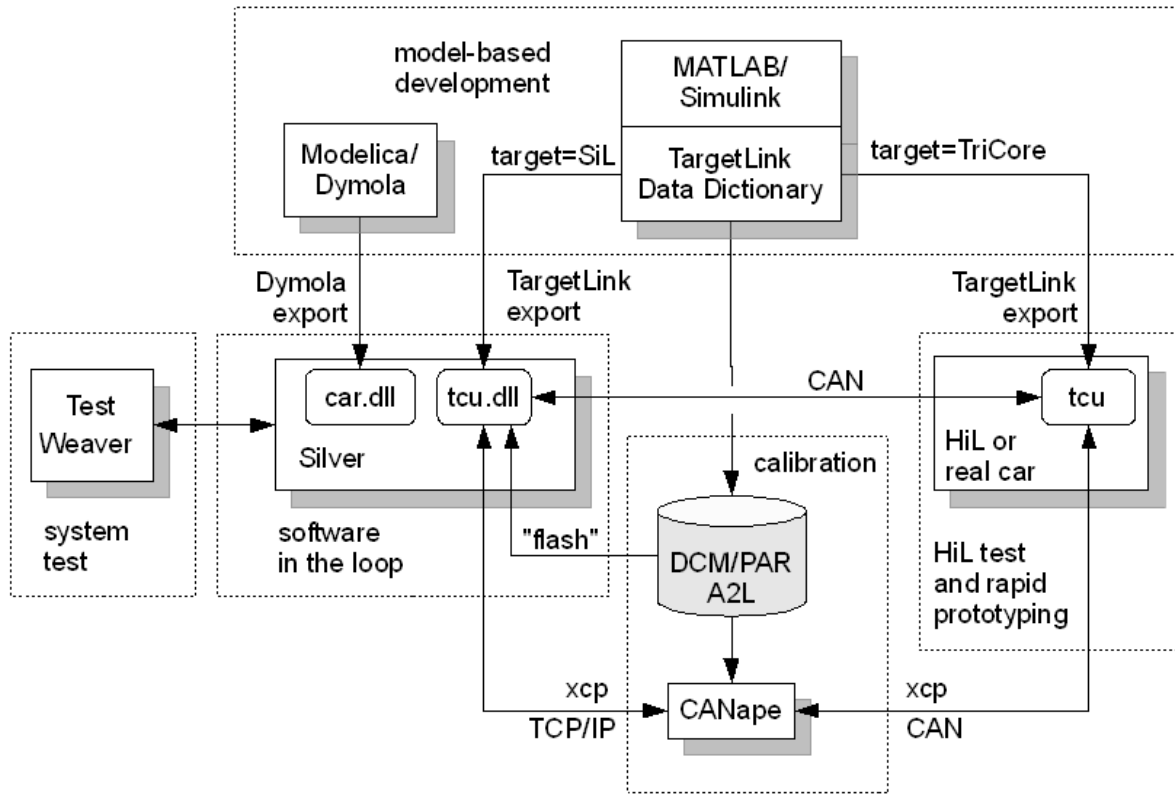 model-based
development
MATLAB/
Simulink
Modelica/
Dymola
target=SiL
TargetLink
Data Dictionary
target=TriCore
Dymola
export
TargetLink
export
TargetLink
export
Test
Weaver
car.dll
tcu.dll
Silver
CAN
tcu
HiL or
real car
system
test
software
in the loop
"flash"
calibration
DCM/PAR
A2L
HiL test
and rapid
prototyping
xcp
TCP/IP
CANape
xcp
CAN